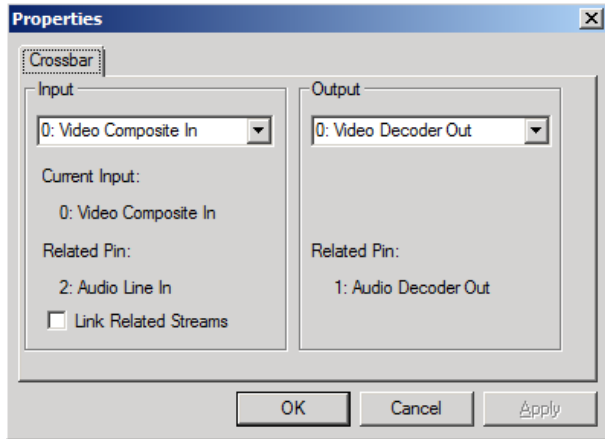 Properties
Crossbar
Input
0: Video Composite In
Current Input:
0: Video Composite In
Related Pin:
2: Audio Line In
Link Related Streams
Output
0: Video Decoder Out
Related Pin:
1: Audio Decoder Out
OK
Cancel
Apply